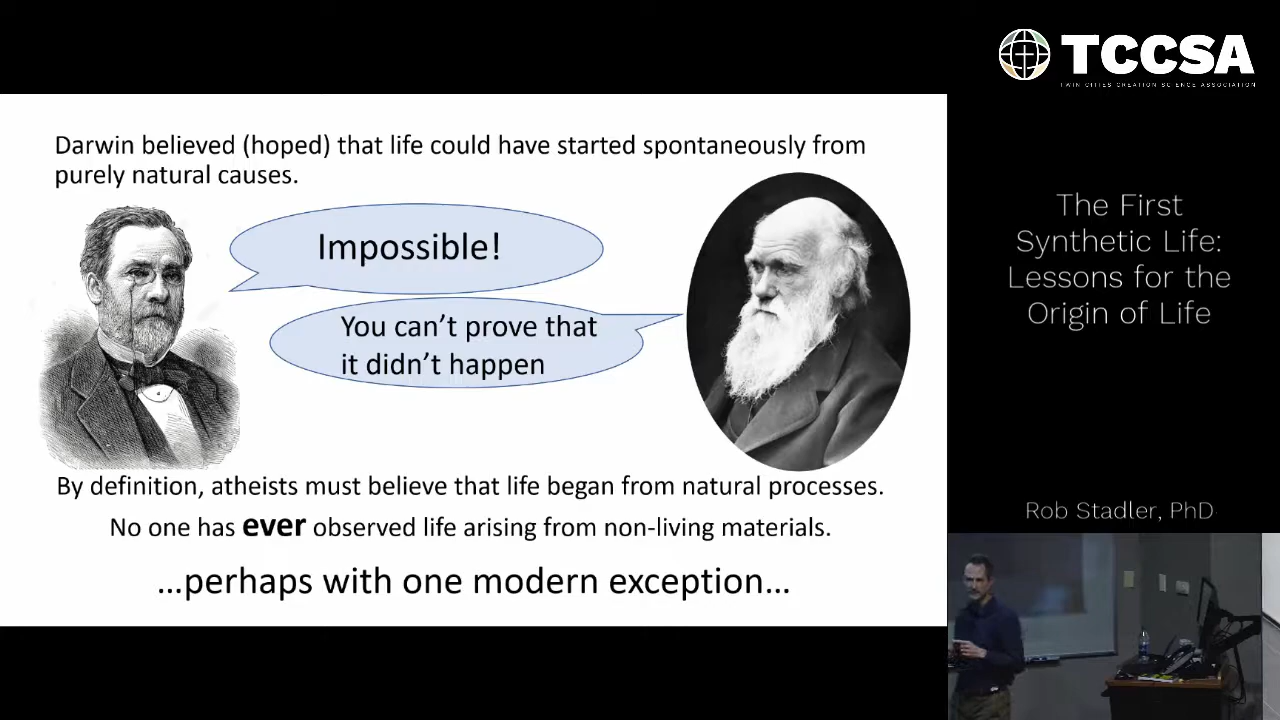 TCCSA
TWIN CITIES CREATION SCIENCE ASSOCIATION
Darwin believed (hoped) that life could have started spontaneously from
purely natural causes.
Impossible!
You can't prove that
it didn't happen
By definition, atheists must believe that life began from natural processes.
No one has ever observed life arising from non-living materials.
...perhaps with one modern exception...
The First
Synthetic Life:
Lessons for the
Origin of Life
Rob Stadler, PhD